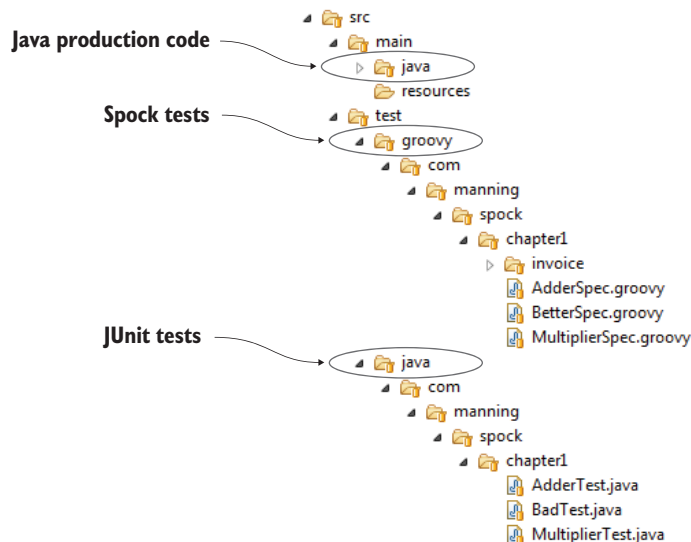 src
main
Java production code
java
resources
Spock tests
test
groovy
com
manning
spock
chapter1
invoice
AdderSpec.groovy
BetterSpec.groovy
MultiplierSpec.groovy
JUnit tests
java
com
manning
spock
chapter1
AdderTest.java
BadTest.java
MultiplierTest.java